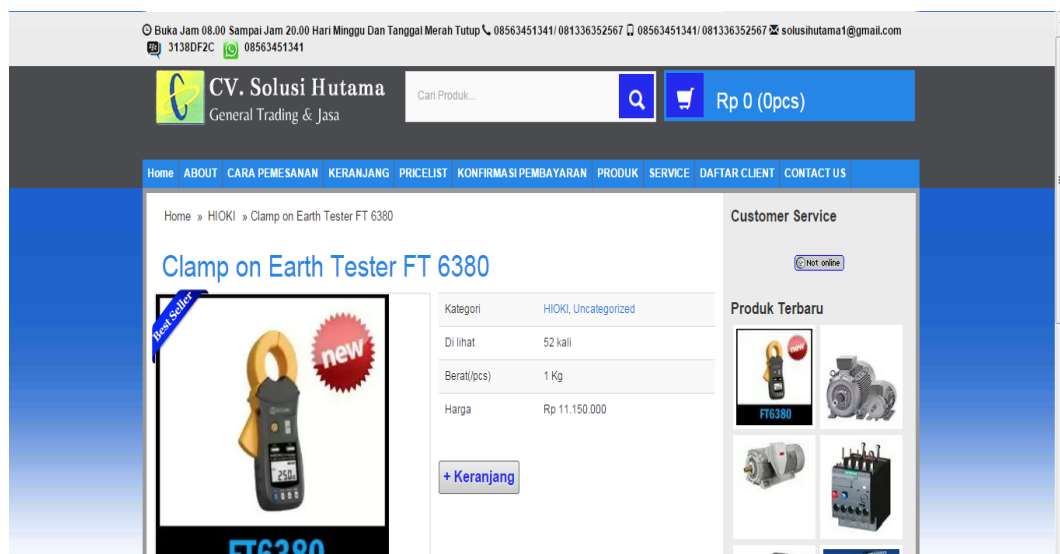 Buka Jam 08.00 Sampai Jam 20.00 Hari Minggu Dan Tanggal Merah Tutup 08563451341/ 081336352567 08563451341/ 081336352567 solusihutama1@gmail.com
3138DF2C 08563451341
CV. Solusi Hutama
General Trading & Jasa
Cari Produk...
Rp 0 (0pcs)
Home ABOUT CARA PEMESANAN KERANJANG PRICELIST KONFIRMASI PEMBAYARAN PRODUK SERVICE DAFTAR CLIENT CONTACT US
Home » HIOKI » Clamp on Earth Tester FT 6380
Clamp on Earth Tester FT 6380
Best Seller
new
25.0
FT6380
Kategori HIOKI, Uncategorized
Di lihat 52 kali
Berat(/pcs) 1 Kg
Harga Rp 11.150.000
+ Keranjang
Customer Service
Not online
Produk Terbaru
new
FT6380